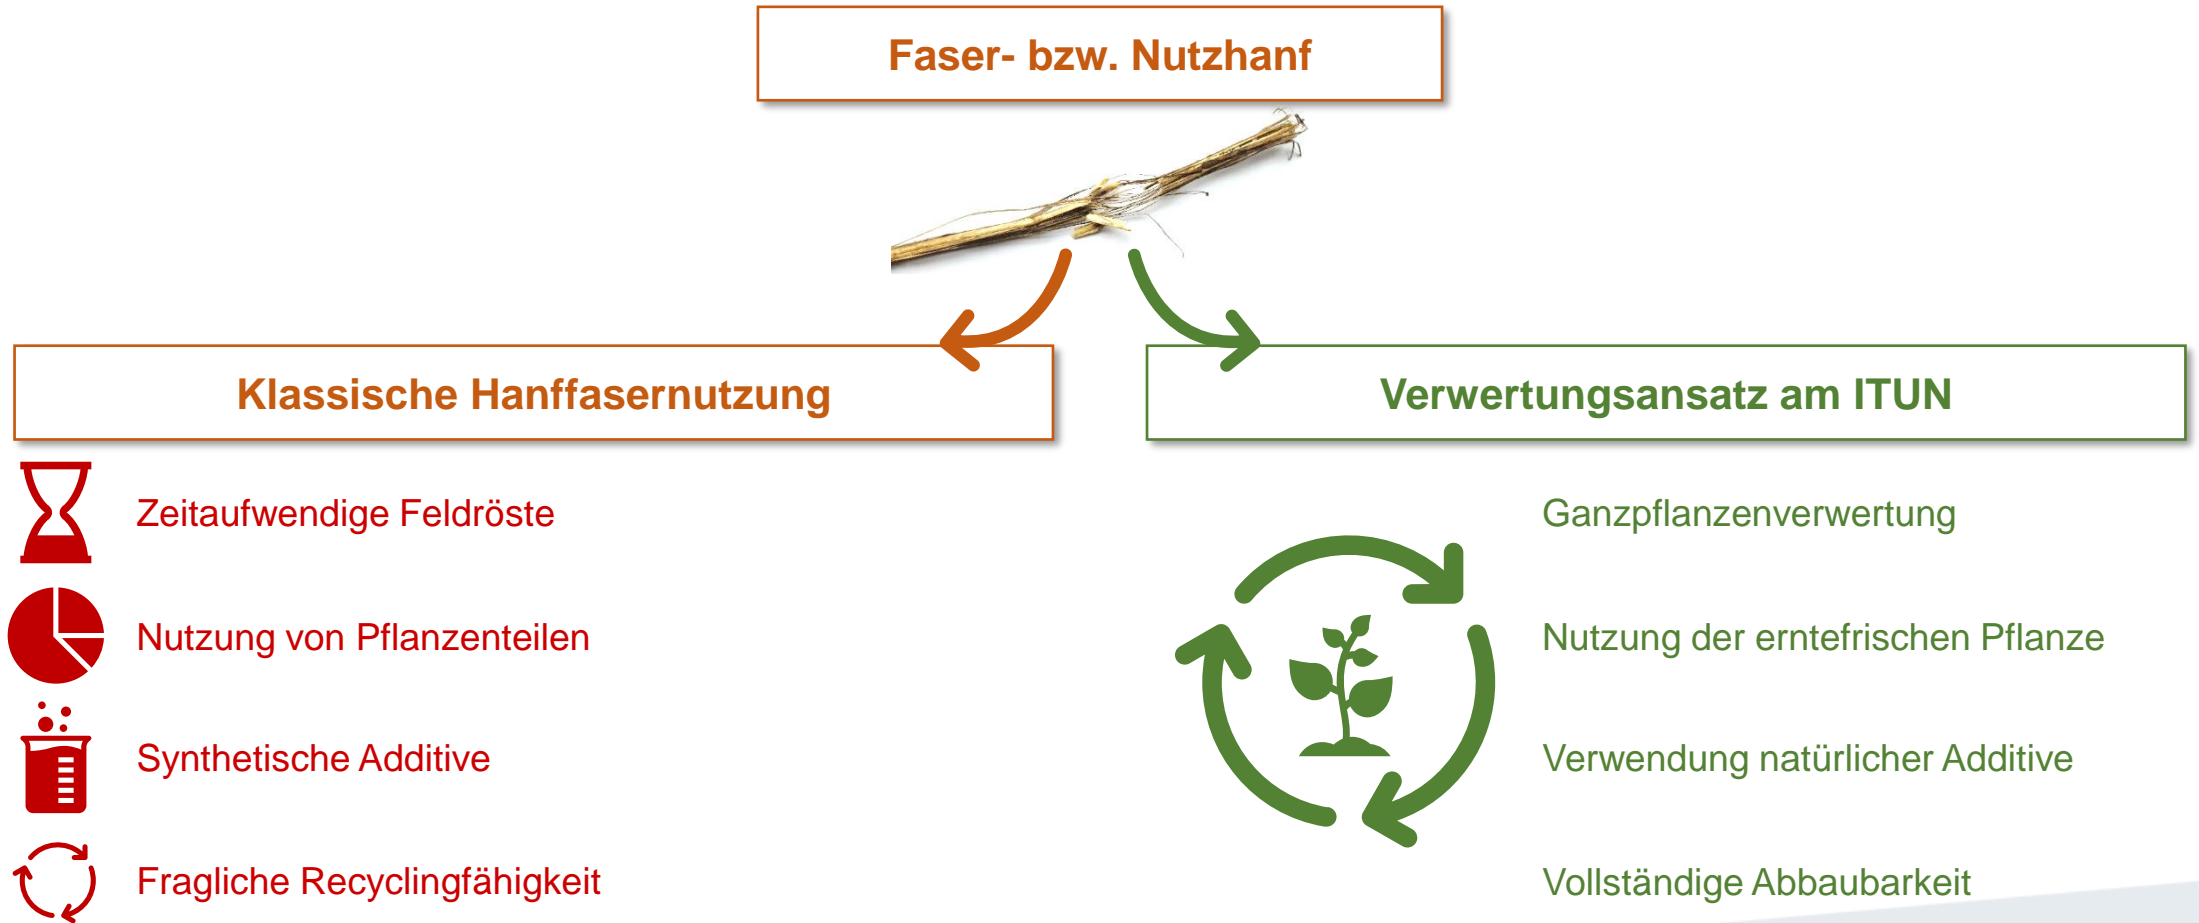 Faser- bzw. Nutzhanf
Klassische Hanffasernutzung
Zeitaufwendige Feldröste
Nutzung von Pflanzenteilen
Synthetische Additive
Fragliche Recyclingfähigkeit
Verwertungsansatz am ITUN
Ganzpflanzenverwertung
Nutzung der erntefrischen Pflanze
Verwendung natürlicher Additive
Vollständige Abbaubarkeit